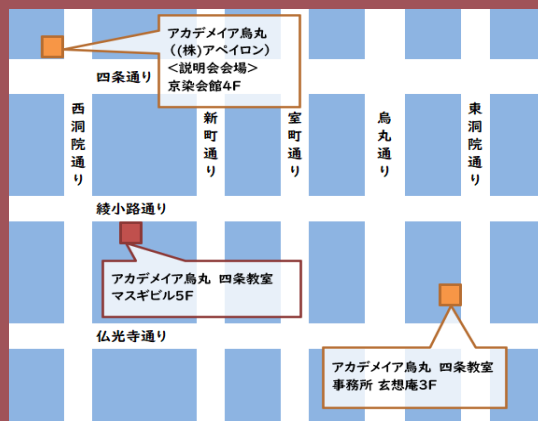 アカデメイア烏丸
((株)アペイロン)
<説明会会場>
京染会館4F
四条通り
西洞院通り
新町通り
室町通り
烏丸通り
東洞院通り
綾小路通り
アカデメイア烏丸 四条教室
マスギビル5F
仏光寺通り
アカデメイア烏丸 四条教室
事務所 玄想庵3F